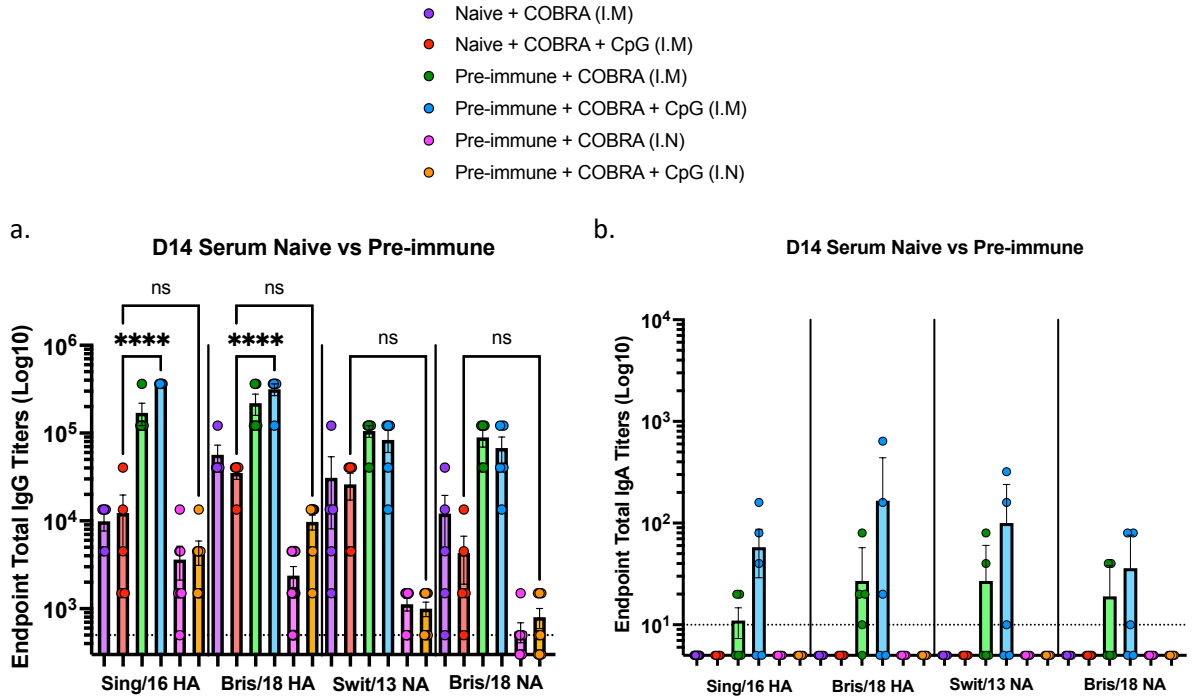 Naive + COBRA (I.M)
Naive + COBRA + CpG (I.M)
Pre-immune + COBRA (I.M)
Pre-immune + COBRA + CpG (I.M)
Pre-immune + COBRA (I.N)
Pre-immune + COBRA + CpG (I.N)
a.
D14 Serum Naive vs Pre-immune
ns ns
**** **** ns ns
Endpoint Total IgG Titers (Log10)
10⁶
10⁵
10⁴
10³
Sing/16 HA Bris/18 HA Swit/13 NA Bris/18 NA
b.
D14 Serum Naive vs Pre-immune
Endpoint Total IgA Titers (Log10)
10⁴
10³
10²
10¹
Sing/16 HA Bris/18 HA Swit/13 NA Bris/18 NA